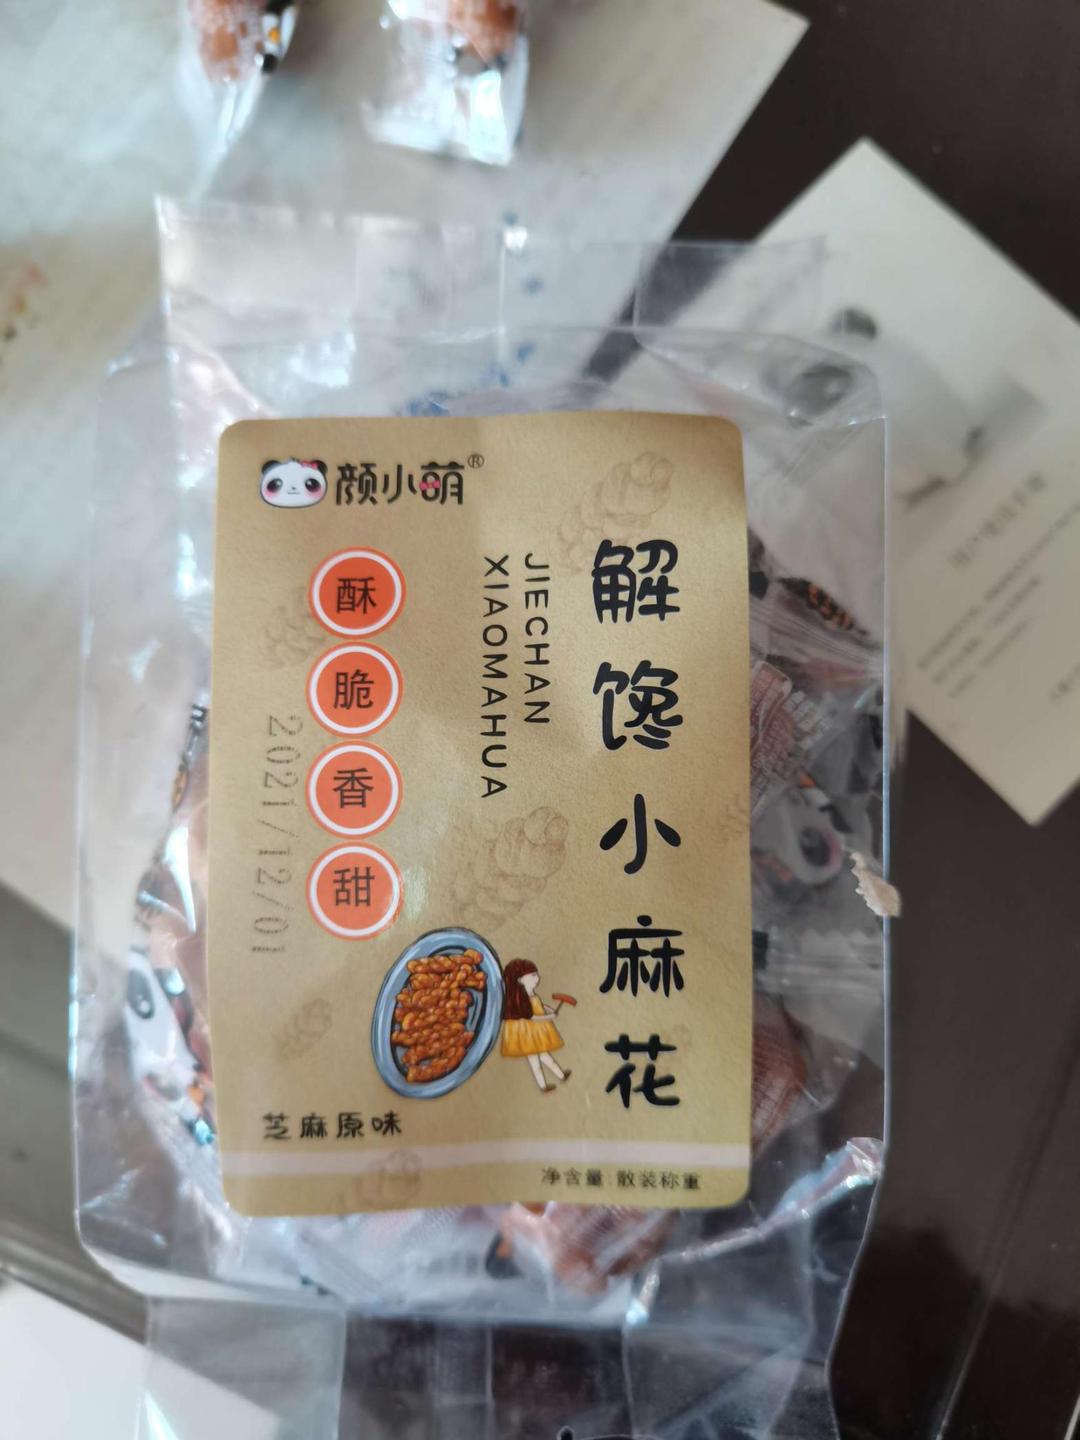 颜小萌®
解馋小麻花
JIECHAN
XIAOMAHUA
酥脆香甜
2021/12/01
芝麻原味
净含量:散装称重